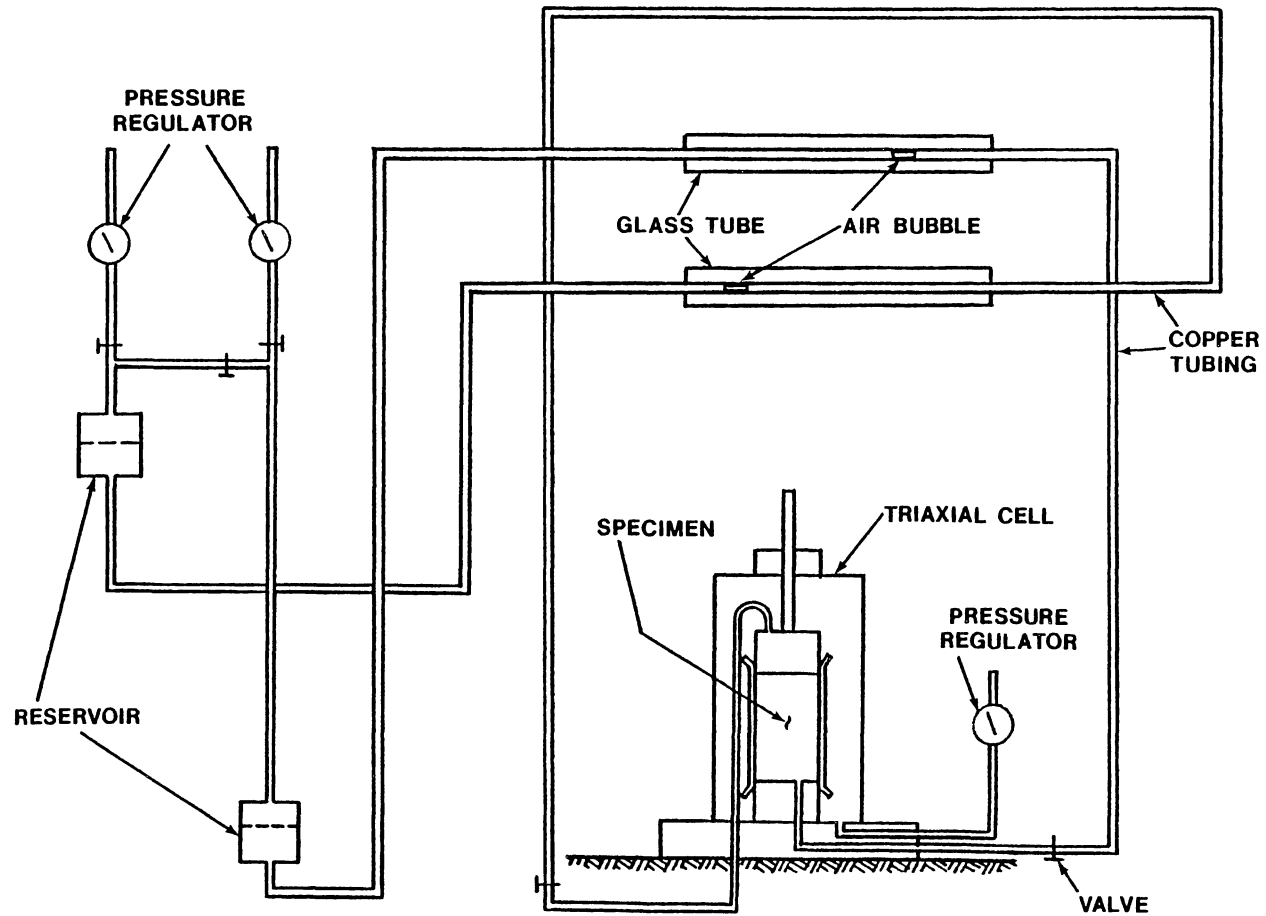 PRESSURE
REGULATOR
GLASS TUBE
AIR BUBBLE
COPPER
TUBING
SPECIMEN
TRIAXIAL CELL
PRESSURE
REGULATOR
RESERVOIR
VALVE